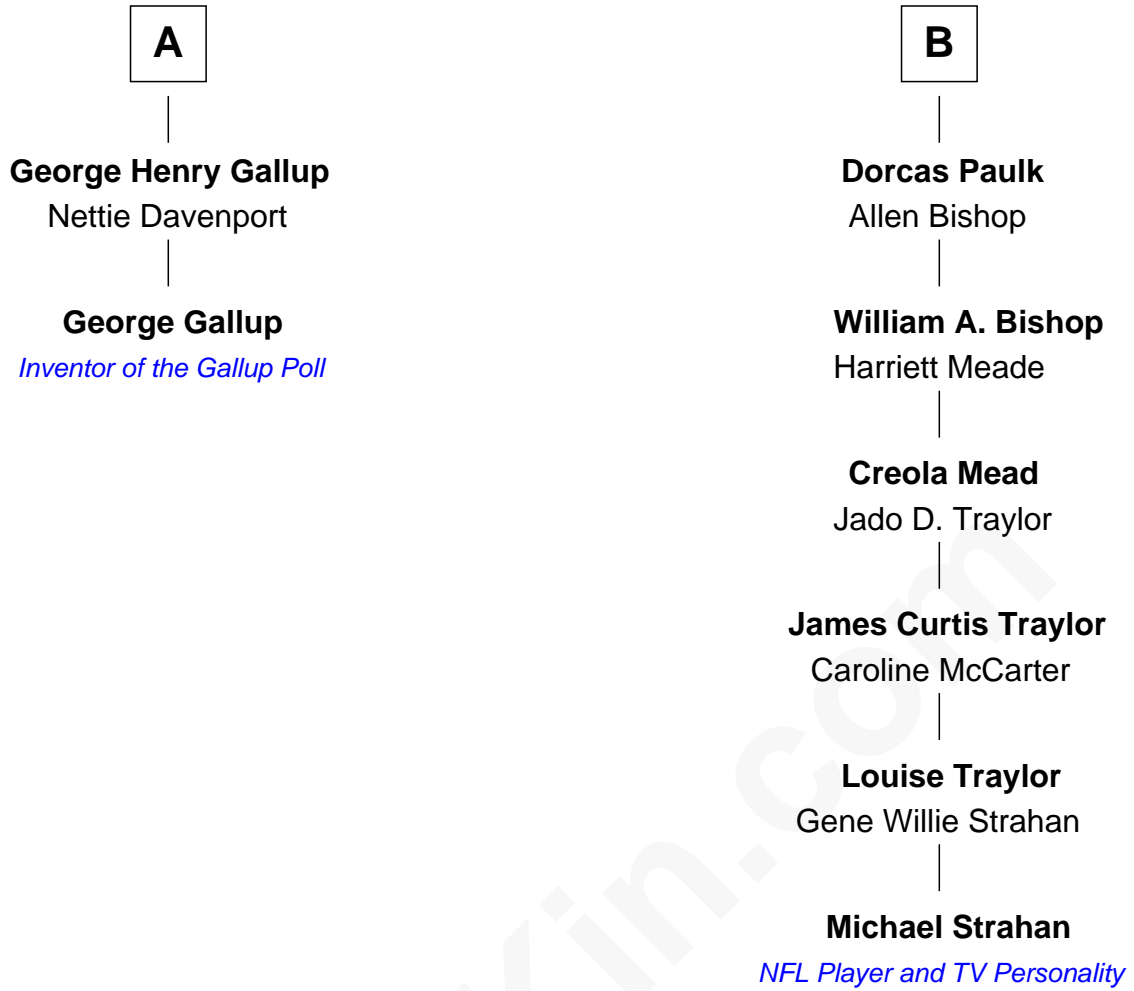 A
George Henry Gallup
Nettie Davenport
George Gallup
Inventor of the Gallup Poll
B
Dorcas Paulk
Allen Bishop
William A. Bishop
Harriett Meade
Creola Mead
Jado D. Traylor
James Curtis Traylor
Caroline McCarter
Louise Traylor
Gene Willie Strahan
Michael Strahan
NFL Player and TV Personality
Kin.com